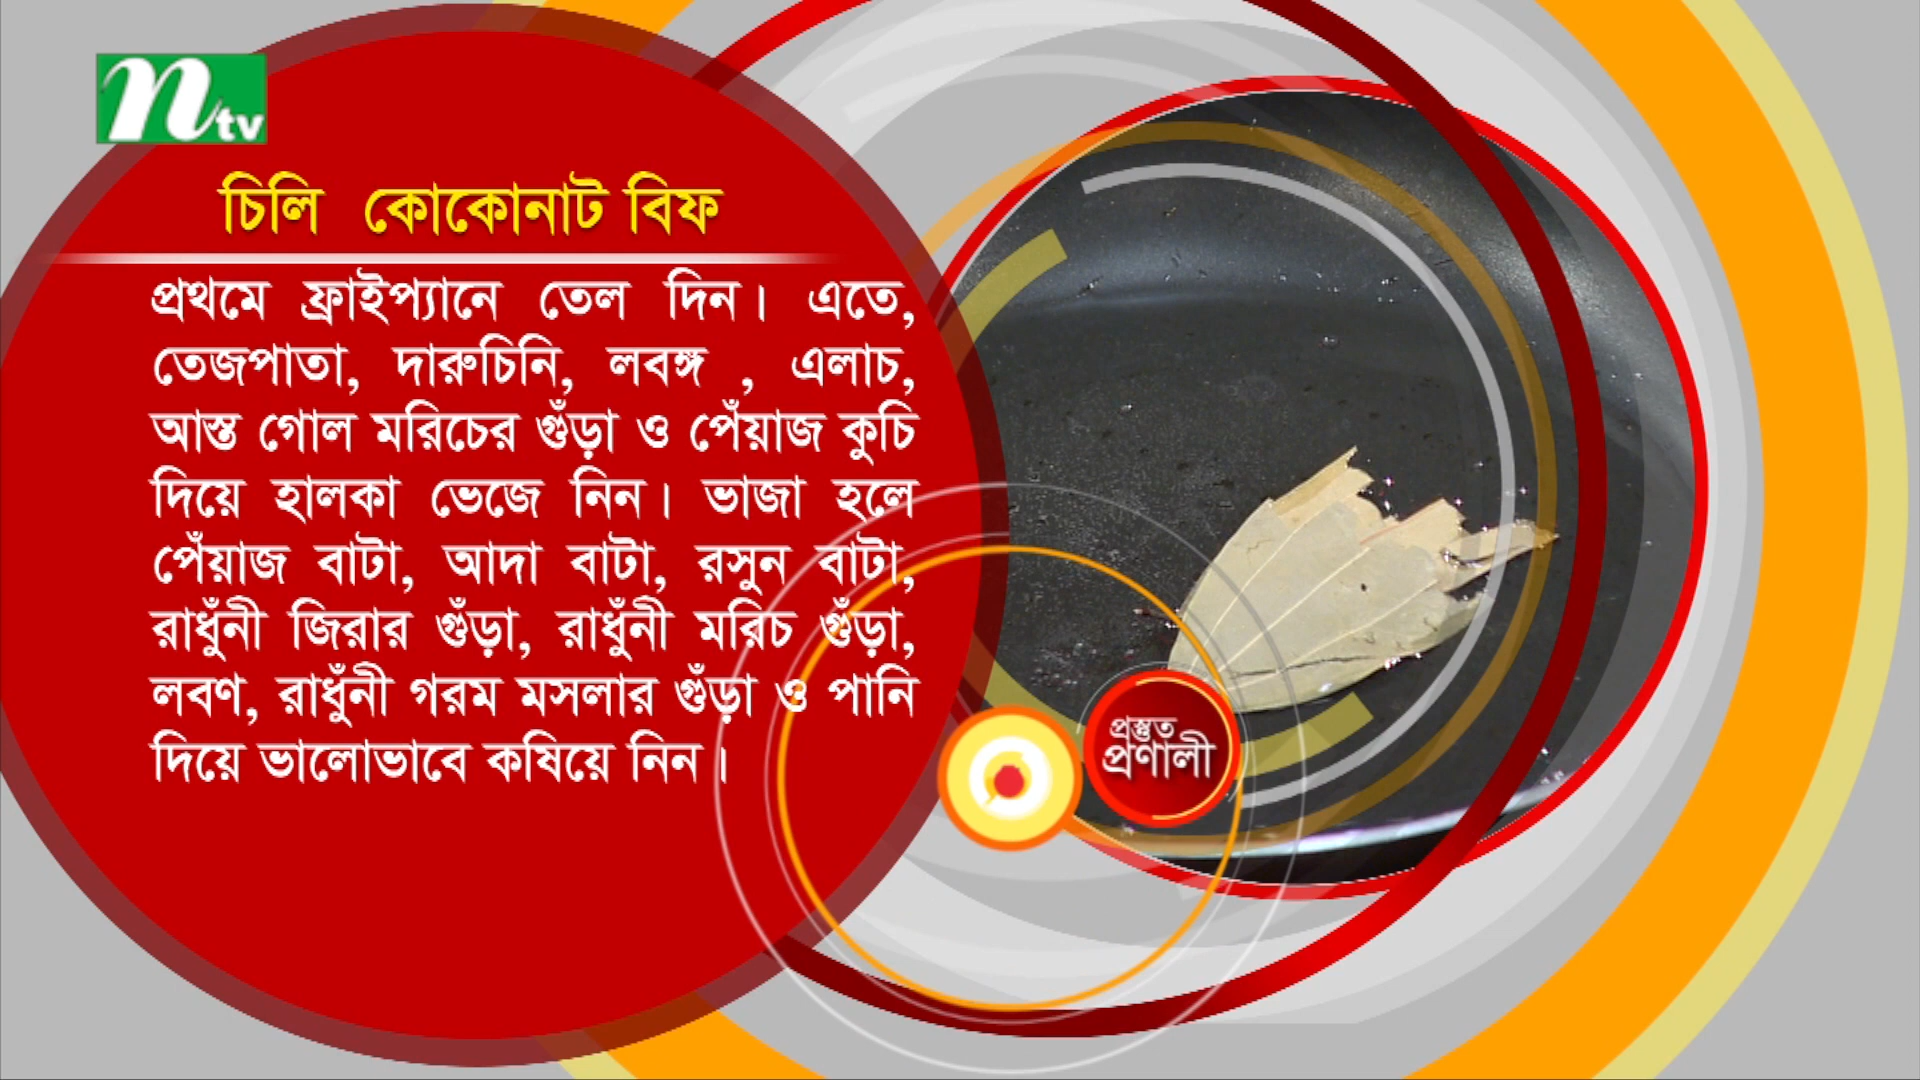 ntv
চিলি কোকোনাট বিফ
প্রথমে ফ্রাইপ্যানে তেল দিন। এতে,
তেজপাতা, দারুচিনি, লবঙ্গ , এলাচ,
আস্ত গোল মরিচের গুঁড়া ও পেঁয়াজ কুচি
দিয়ে হালকা ভেজে নিন। ভাজা হলে
পেঁয়াজ বাটা, আদা বাটা, রসুন বাটা,
রাধুঁনী জিরার গুঁড়া, রাধুঁনী মরিচ গুঁড়া,
লবণ, রাধুঁনী গরম মসলার গুঁড়া ও পানি
দিয়ে ভালোভাবে কষিয়ে নিন।
প্রস্তুত
প্রণালী